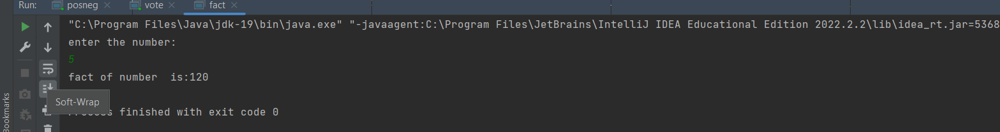 Run: posneg vote fact
"C:\Program Files\Java\jdk-19\bin\java.exe" "-javaagent:C:\Program Files\JetBrains\IntelliJ IDEA Educational Edition 2022.2.2\lib\idea_rt.jar=5368
enter the number:
5
fact of number  is:120
Soft-Wrap
Process finished with exit code 0
Bookmarks